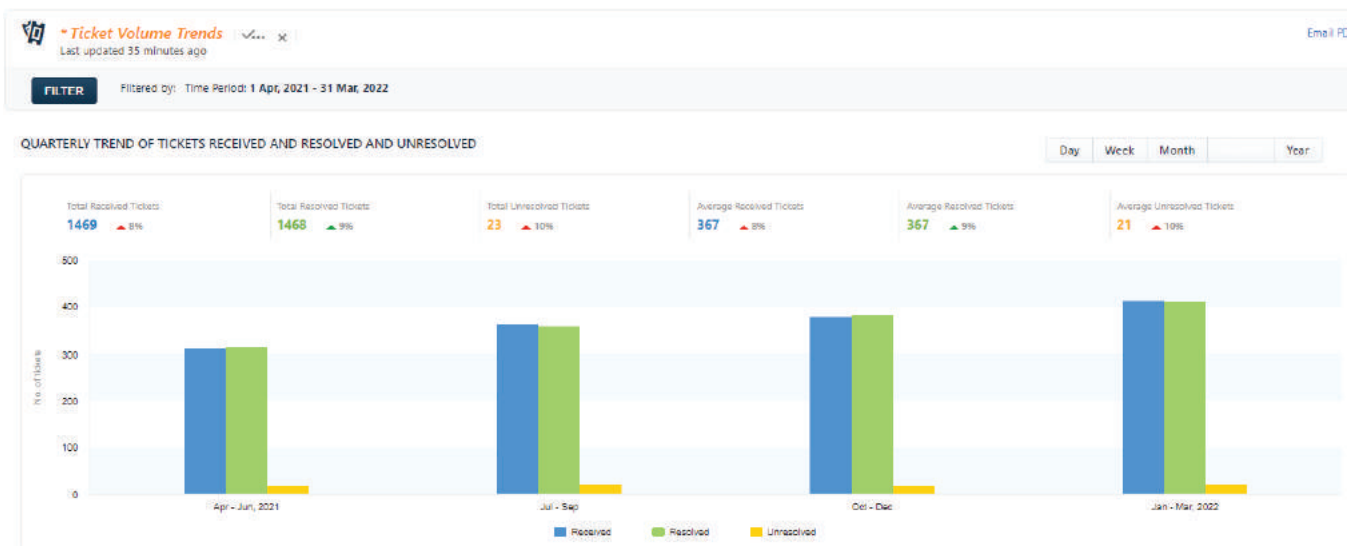 Ticket Volume Trends
Last updated 35 minutes ago
Email PD
FILTER Filtered by: Time Period: 1 Apr, 2021 - 31 Mar, 2022
QUARTERLY TREND OF TICKETS RECEIVED AND RESOLVED AND UNRESOLVED
Day Week Month Year
Total Received Tickets Total Resolved Tickets Total Unresolved Tickets Average Received Tickets Average Resolved Tickets Average Unresolved Tickets
1469 8% 1468 9% 23 10% 367 8% 367 9% 21 10%
500
400
300
200
100
0
No. of tickets
Apr - Jun, 2021 Jul - Sep Oct - Dec Jan - Mar, 2022
Received Resolved Unresolved